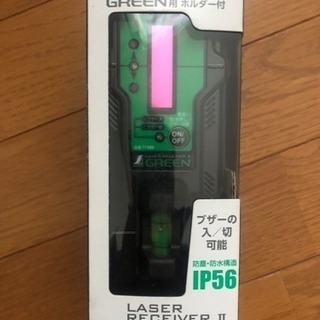 GREEN用 ホルダー付
ON/
OFF
GREEN
ブザーの
入/切
可能
防塵・防水構造
IP56
LASER
RECEIVER Ⅱ